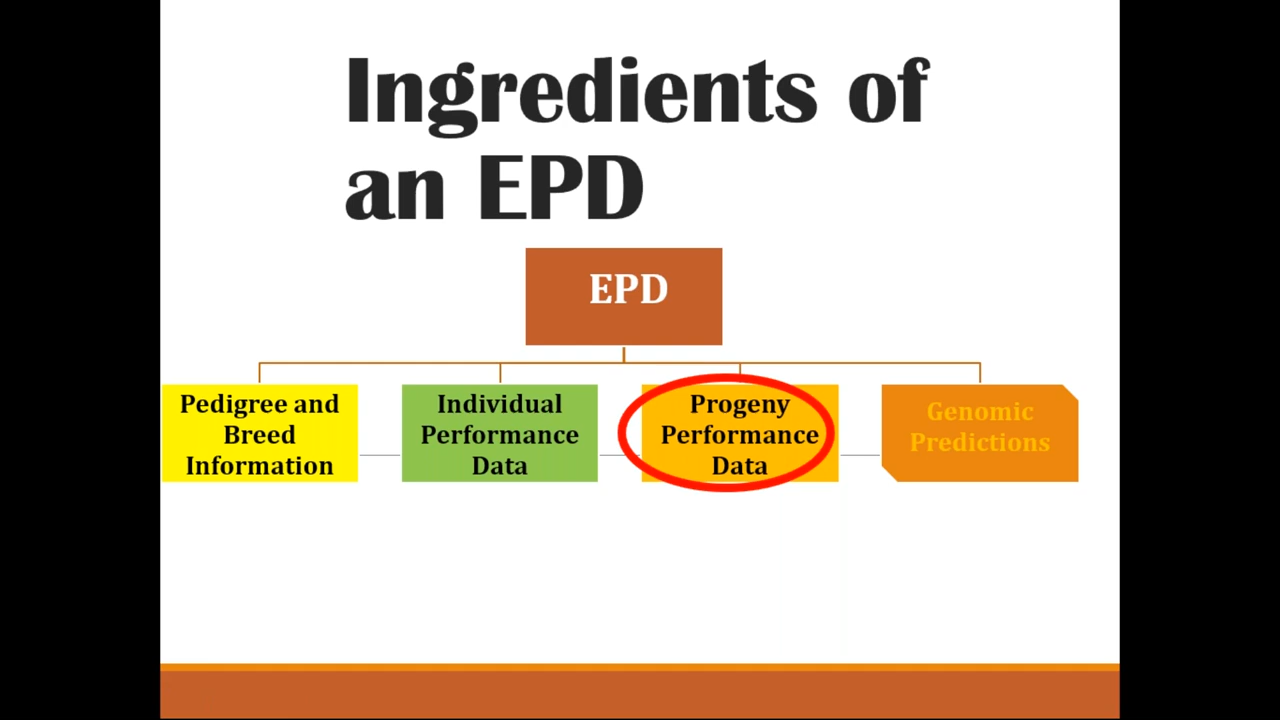 Ingredients of
an EPD
EPD
Pedigree and
Breed
Information
Individual
Performance
Data
Progeny
Performance
Data
Genomic
Predictions